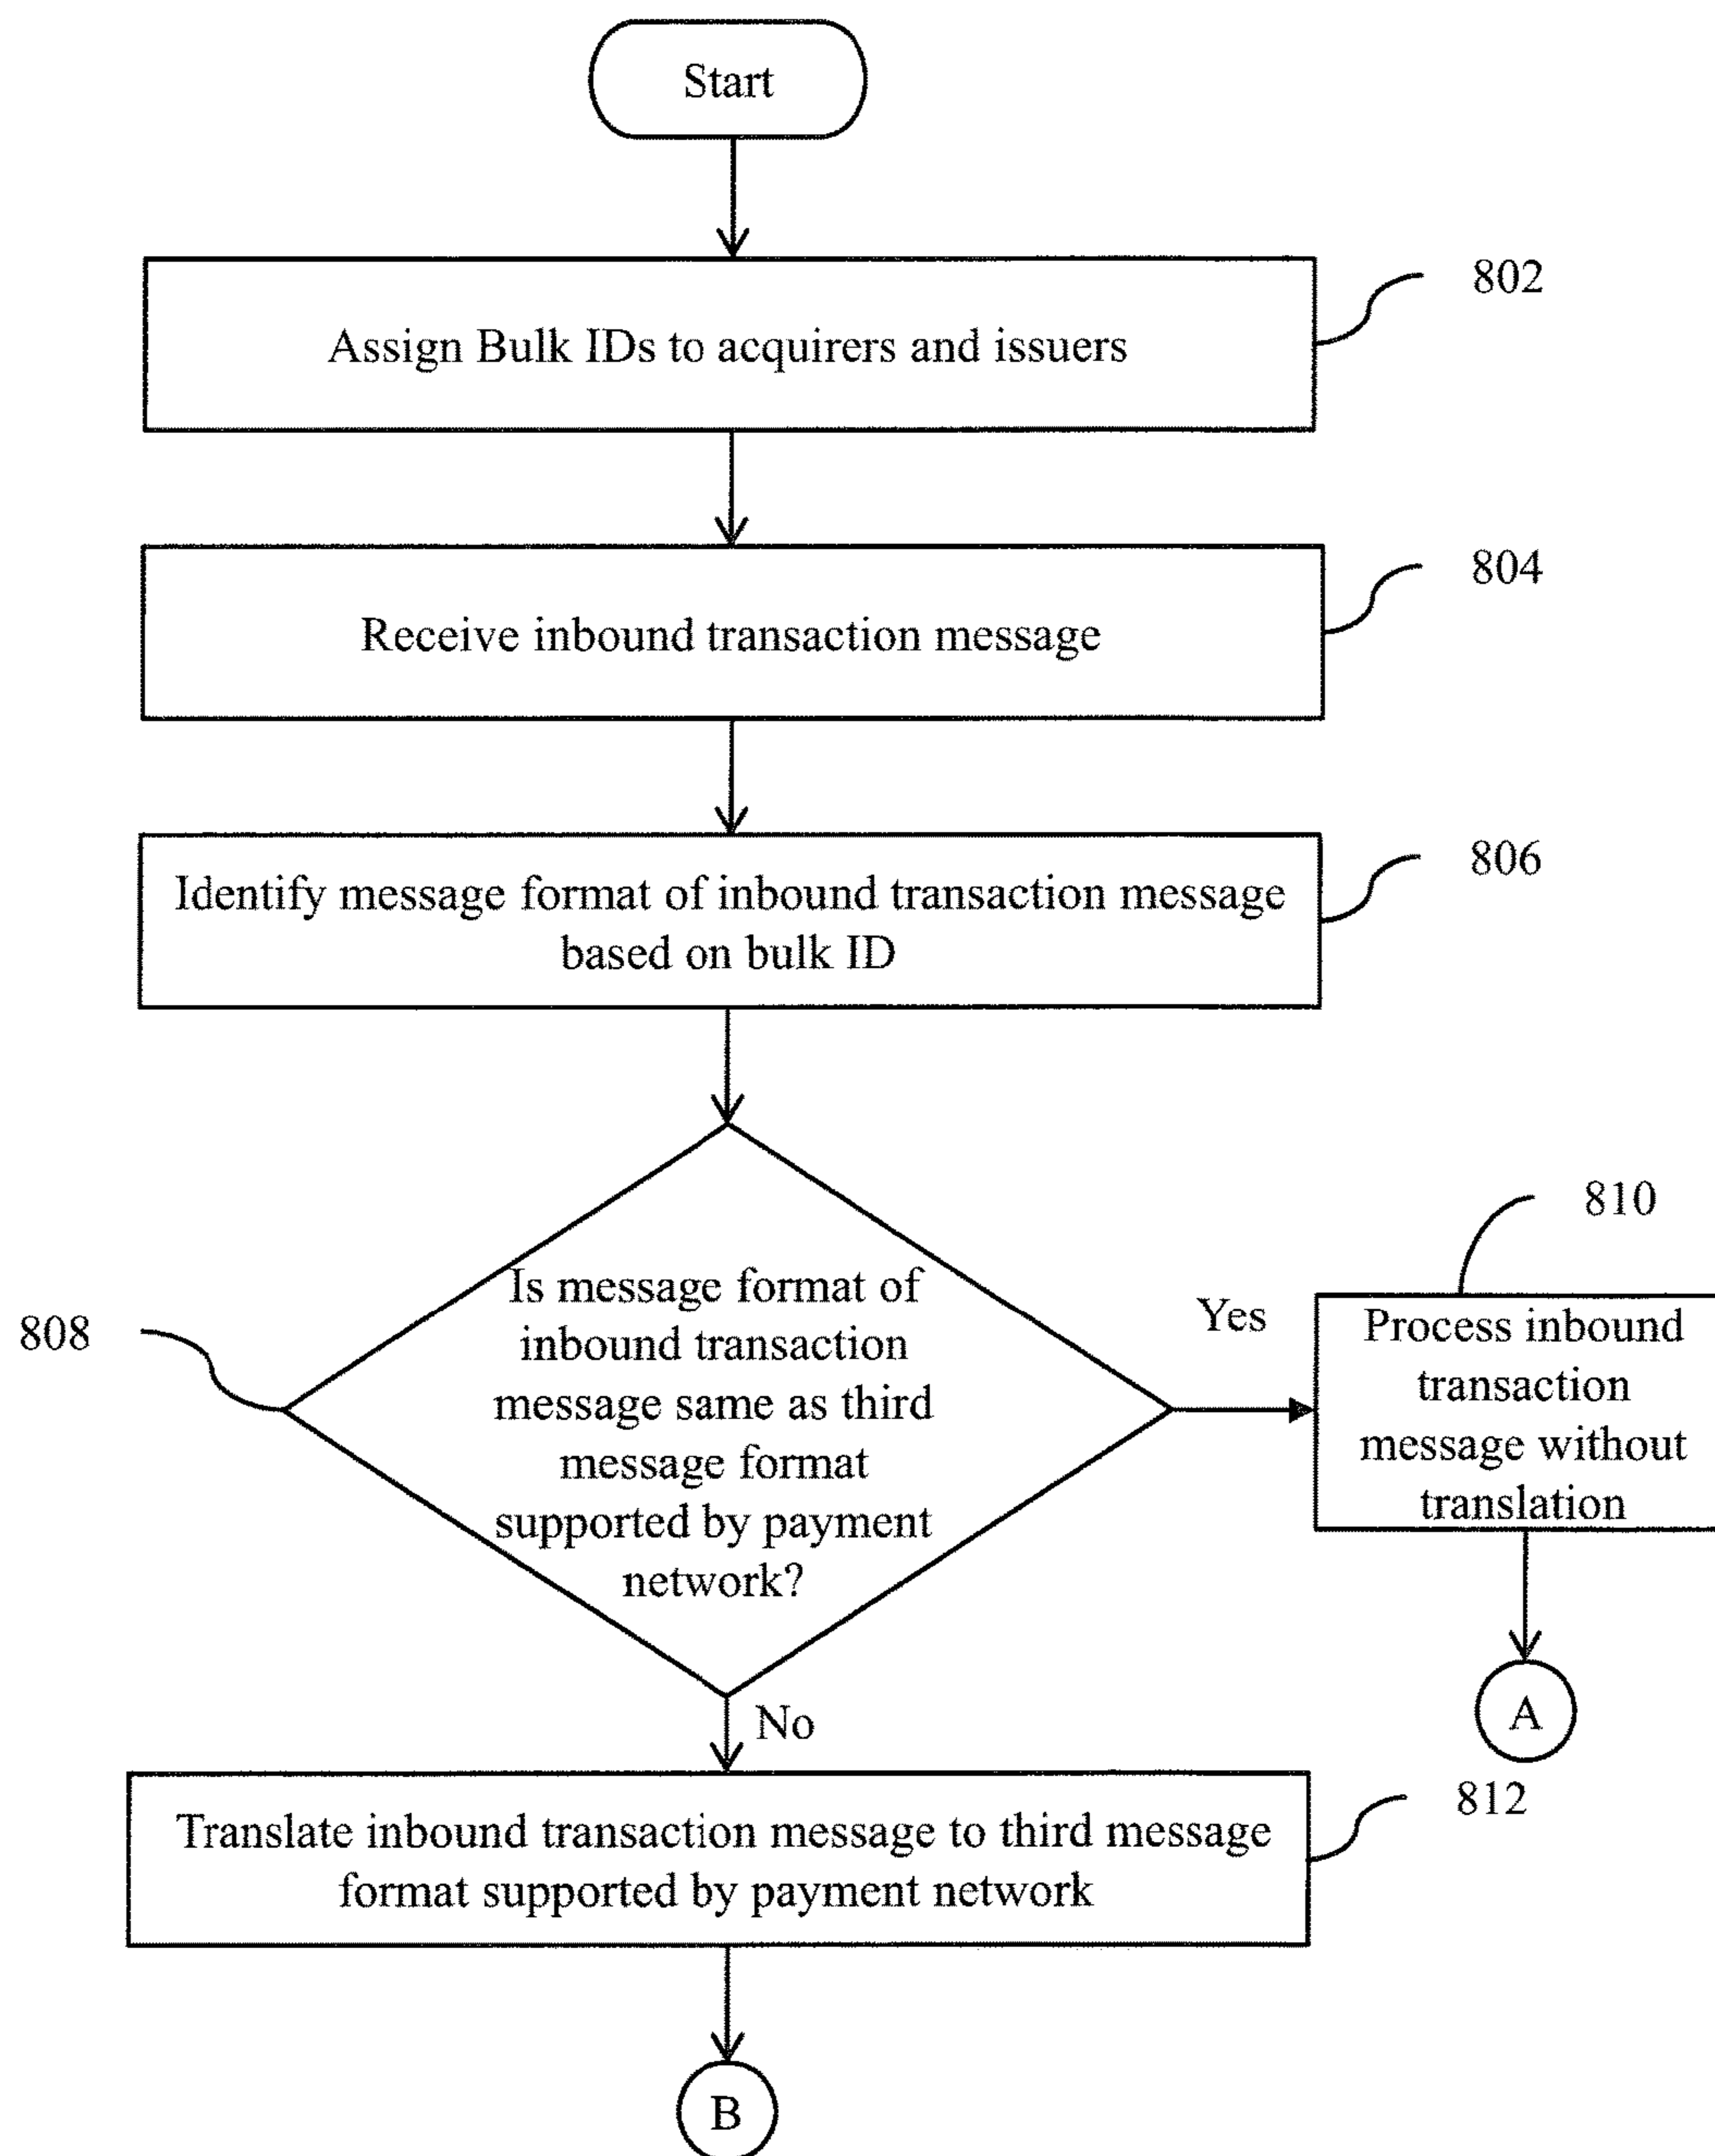 Start
802
Assign Bulk IDs to acquirers and issuers
804
Receive inbound transaction message
806
Identify message format of inbound transaction message
based on bulk ID
808
Is message format of
inbound transaction
message same as third
message format
supported by payment
network?
Yes
810
Process inbound
transaction
message without
translation
A
No
812
Translate inbound transaction message to third message
format supported by payment network
B